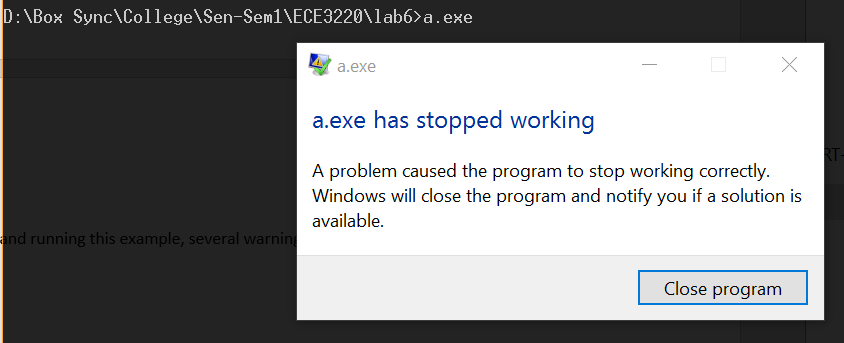 D:\Box Sync\College\Sen-Sem1\ECE3220\lab6>a.exe
a.exe
a.exe has stopped working
RT-
A problem caused the program to stop working correctly.
Windows will close the program and notify you if a solution is
available.
and running this example, several warning
Close program